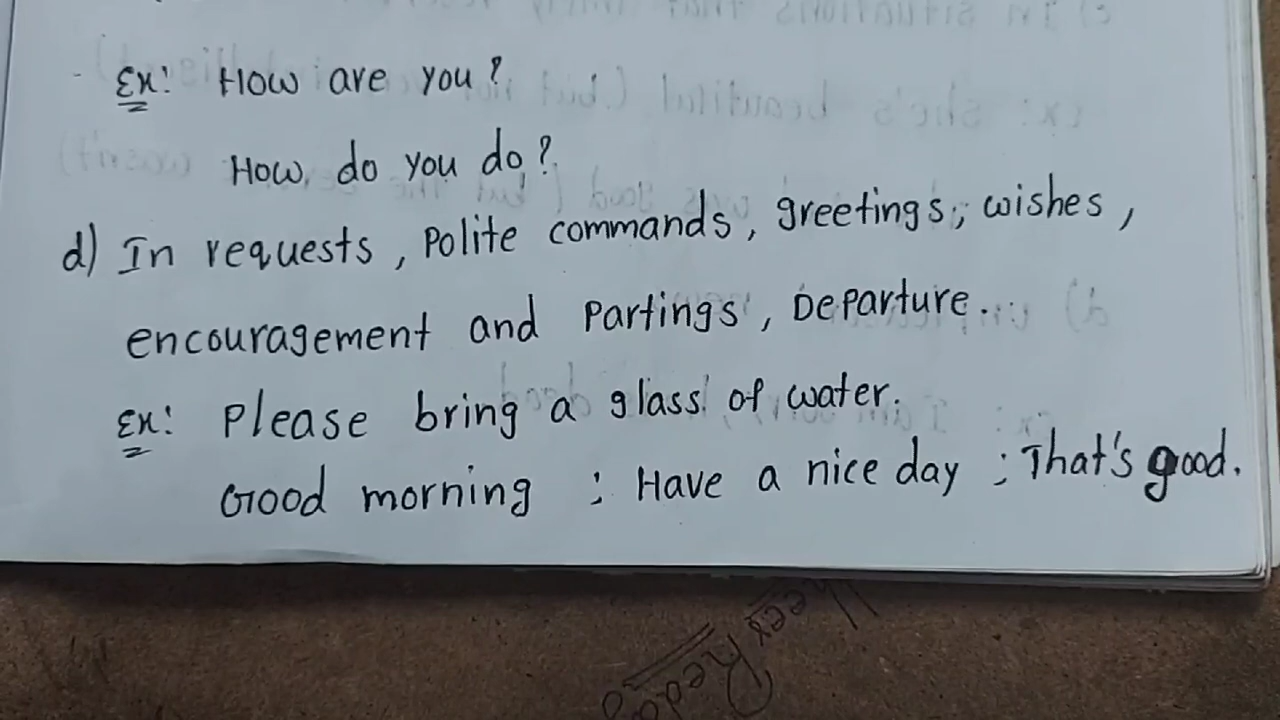 Ex: How are you?
How do you do?
d) In requests, polite commands, greetings, wishes,
encouragement and partings, Departure.
Ex: Please bring a glass of water.
Good morning ; Have a nice day ; That's good.